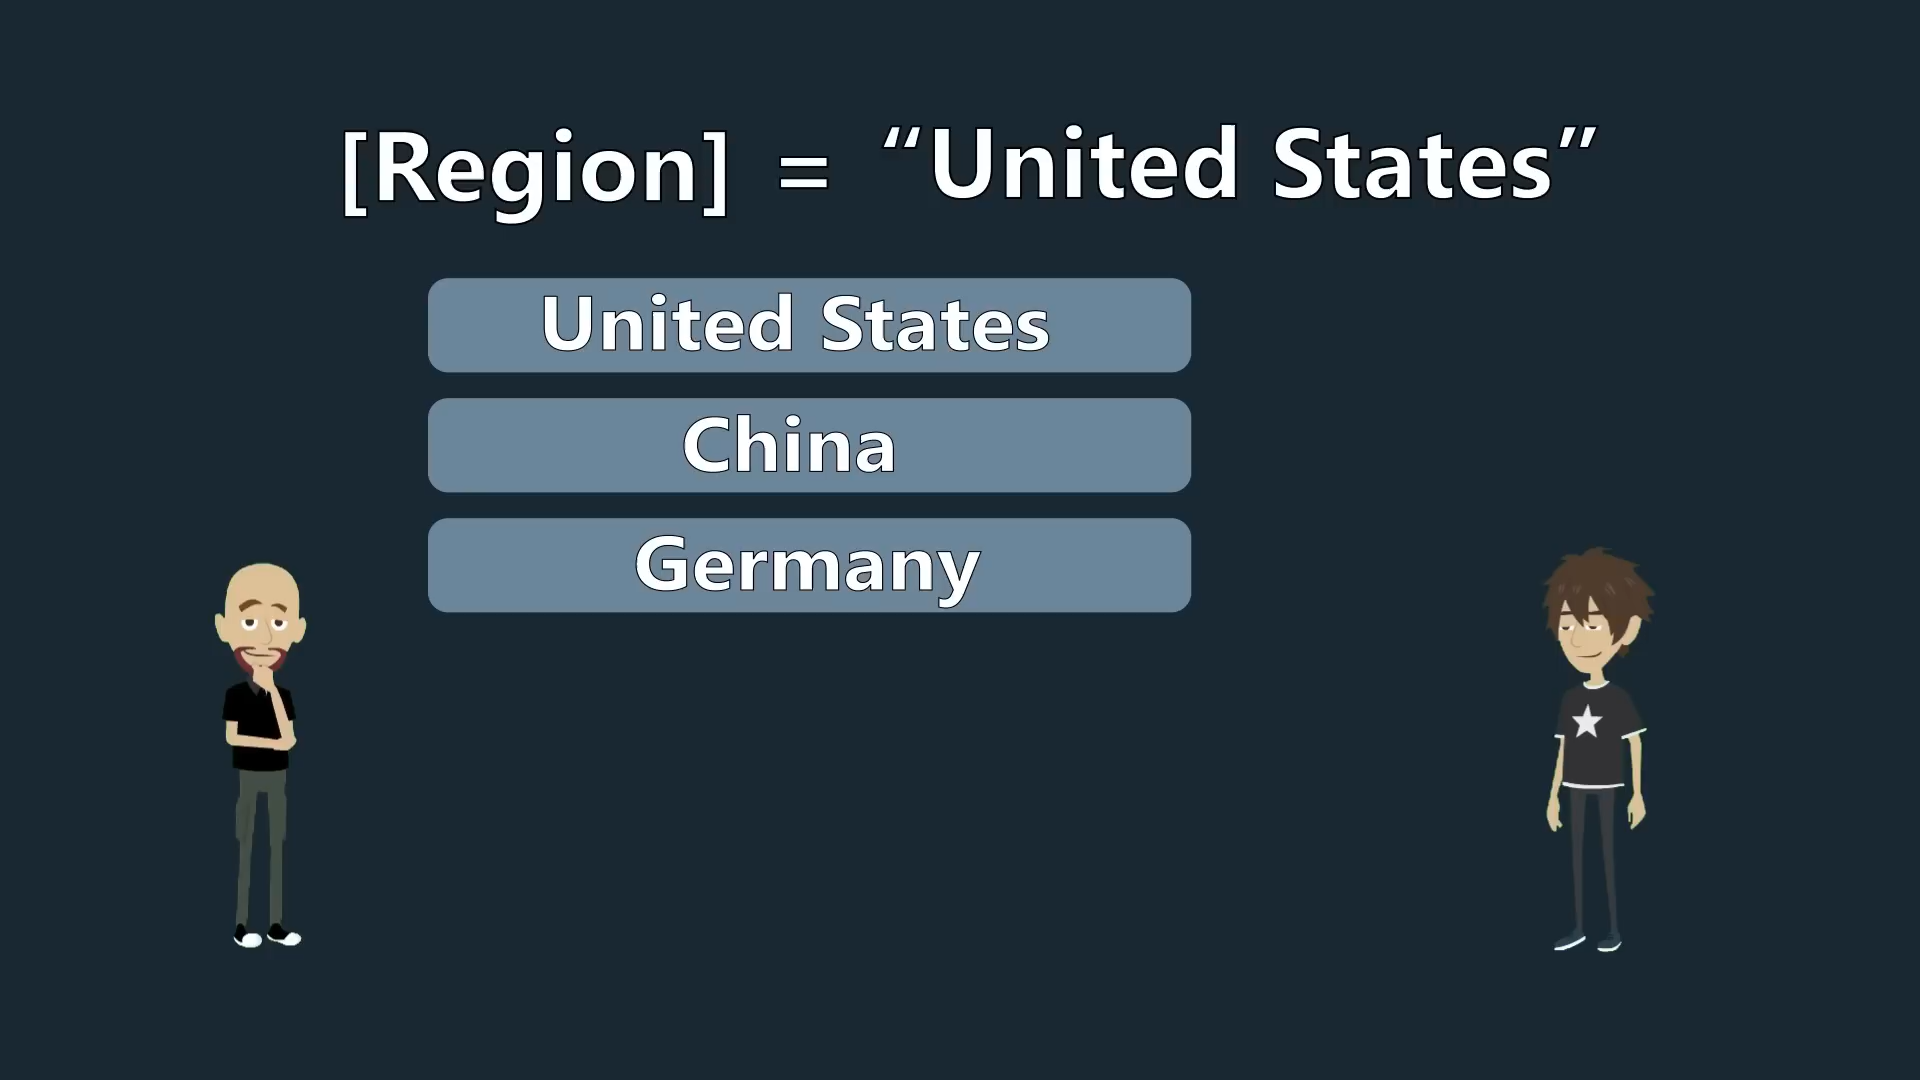 [Region] = “United States”
United States
China
Germany